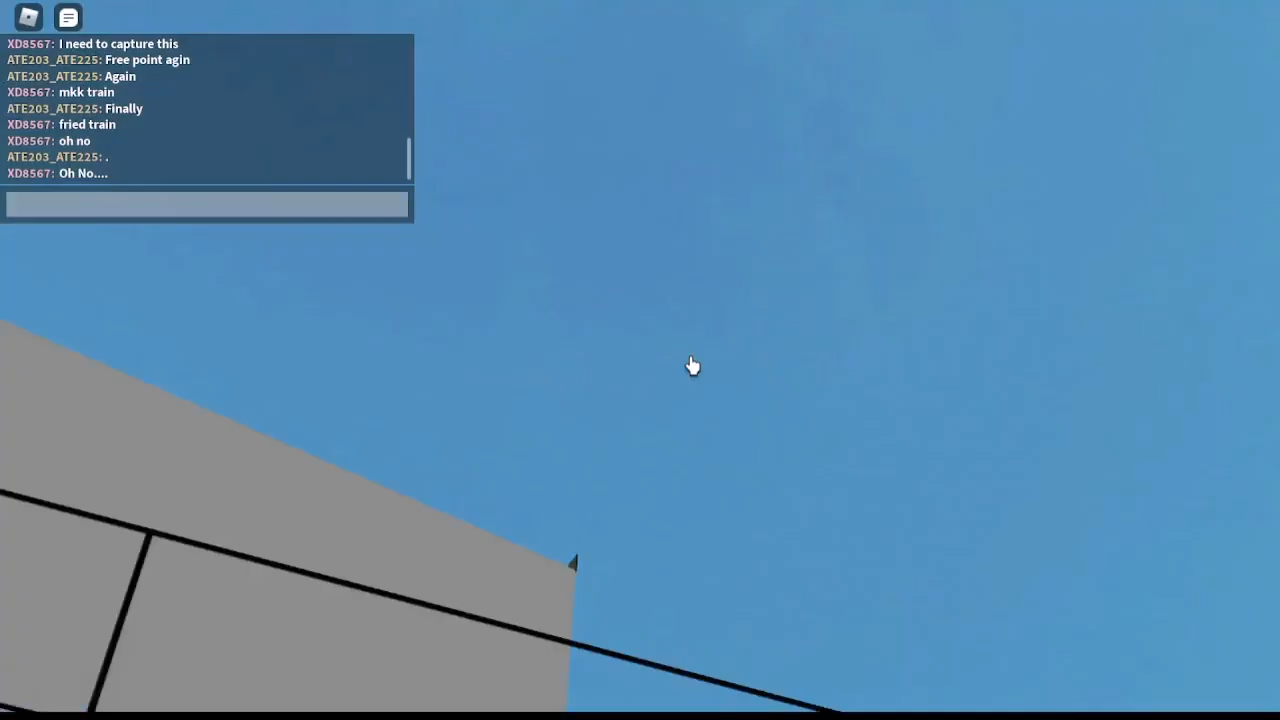 XD8567: I need to capture this
ATE203_ATE225: Free point agin
ATE203_ATE225: Again
XD8567: mkk train
ATE203_ATE225: Finally
XD8567: fried train
XD8567: oh no
ATE203_ATE225: .
XD8567: Oh No....